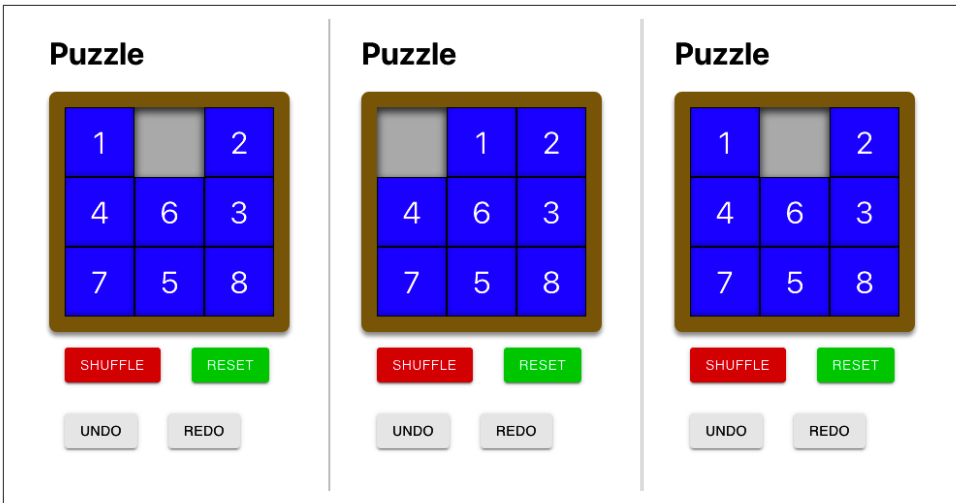 Puzzle
1 2
4 6 3
7 5 8
SHUFFLE RESET
UNDO REDO
Puzzle
1 2
4 6 3
7 5 8
SHUFFLE RESET
UNDO REDO
Puzzle
1 2
4 6 3
7 5 8
SHUFFLE RESET
UNDO REDO